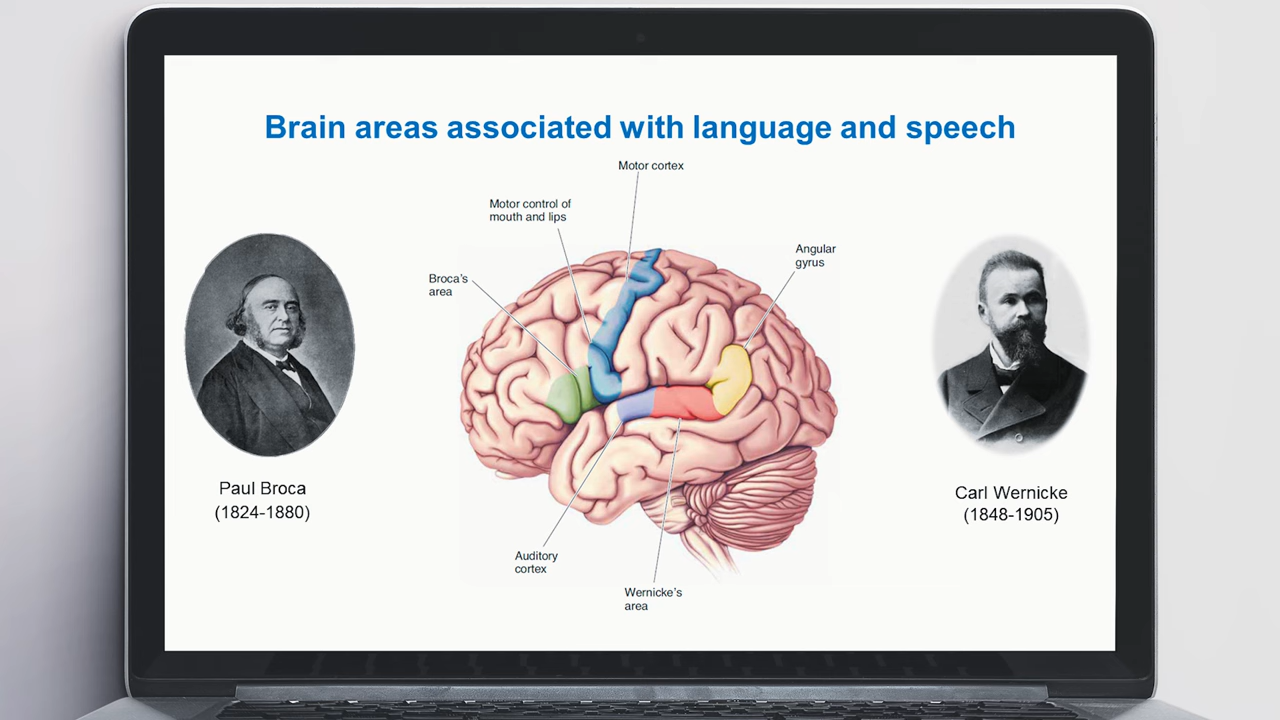 Brain areas associated with language and speech
Motor cortex
Motor control of
mouth and lips
Angular
gyrus
Broca's
area
Paul Broca
(1824-1880)
Carl Wernicke
(1848-1905)
Auditory
cortex
Wernicke's
area